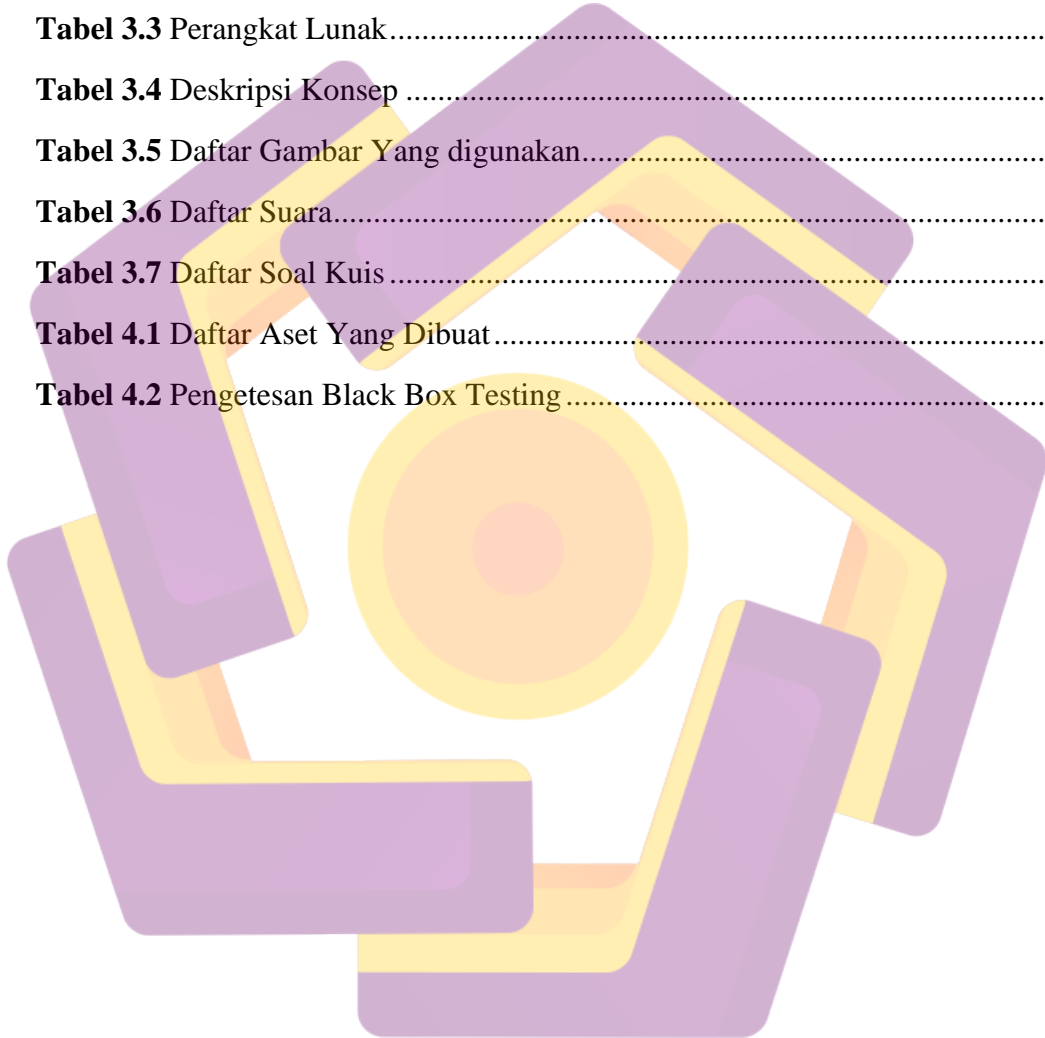 Tabel 3.3 Perangkat Lunak....................................................................................
Tabel 3.4 Deskripsi Konsep ..................................................................................
Tabel 3.5 Daftar Gambar Yang digunakan............................................................
Tabel 3.6 Daftar Suara...........................................................................................
Tabel 3.7 Daftar Soal Kuis ....................................................................................
Tabel 4.1 Daftar Aset Yang Dibuat .......................................................................
Tabel 4.2 Pengetesan Black Box Testing ..............................................................